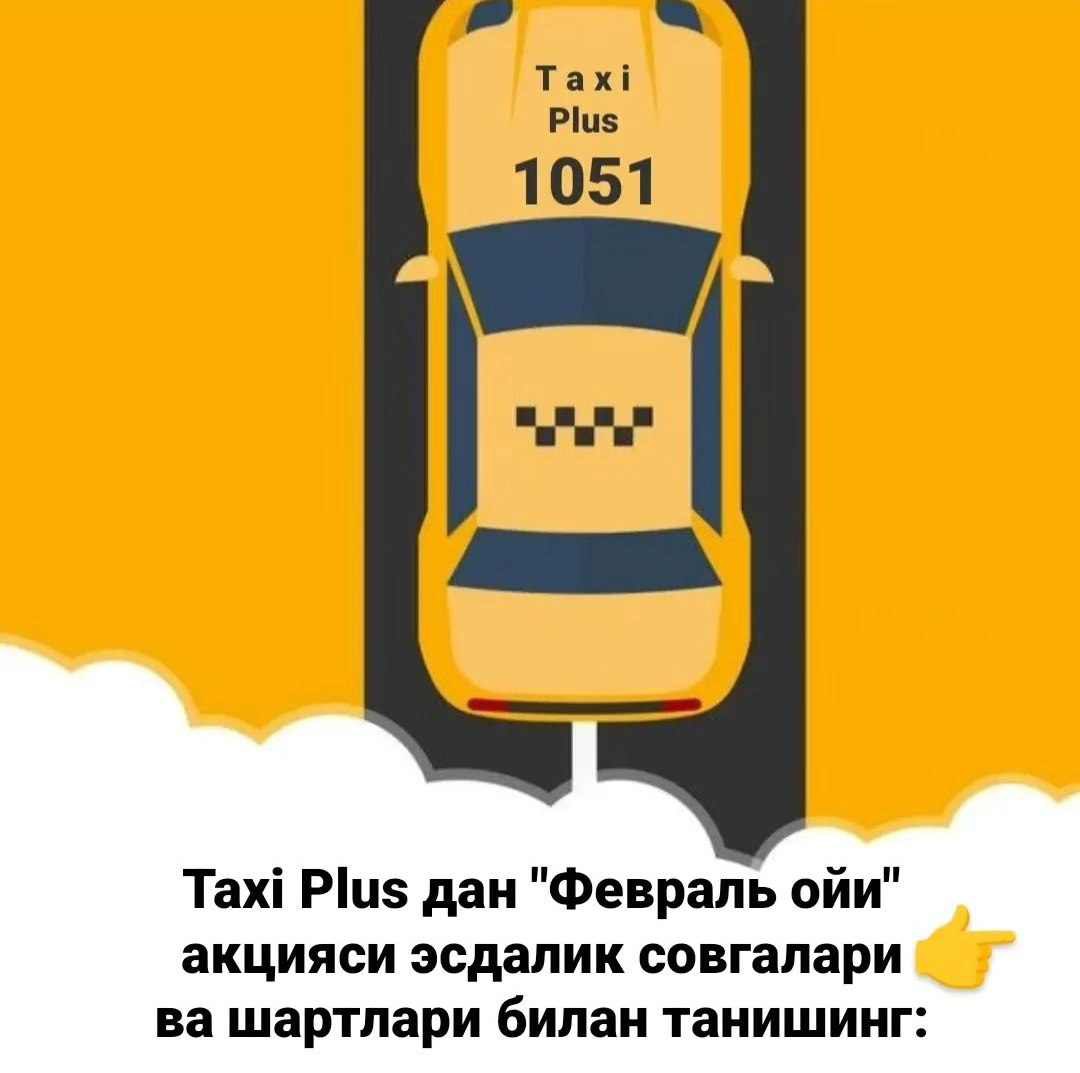 Taxi
Plus
1051
Taxi Plus дан "Февраль ойи"
акцияси эсдалик совгалари
ва шартлари билан танишинг: